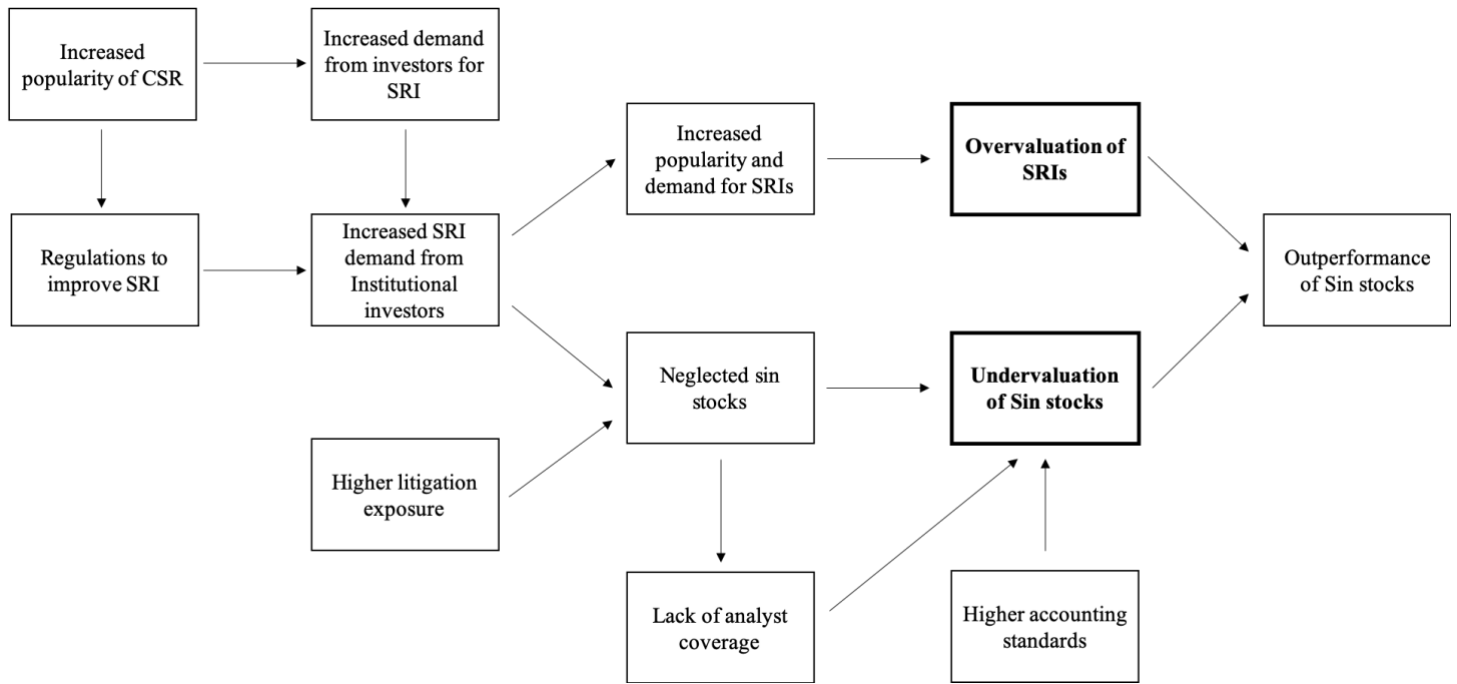 Increased
popularity of CSR
Increased demand
from investors for
SRI
Increased
popularity and
demand for SRIs
Overvaluation of
SRIs
Regulations to
improve SRI
Increased SRI
demand from
Institutional
investors
Outperformance
of Sin stocks
Neglected sin
stocks
Undervaluation
of Sin stocks
Higher litigation
exposure
Lack of analyst
coverage
Higher accounting
standards